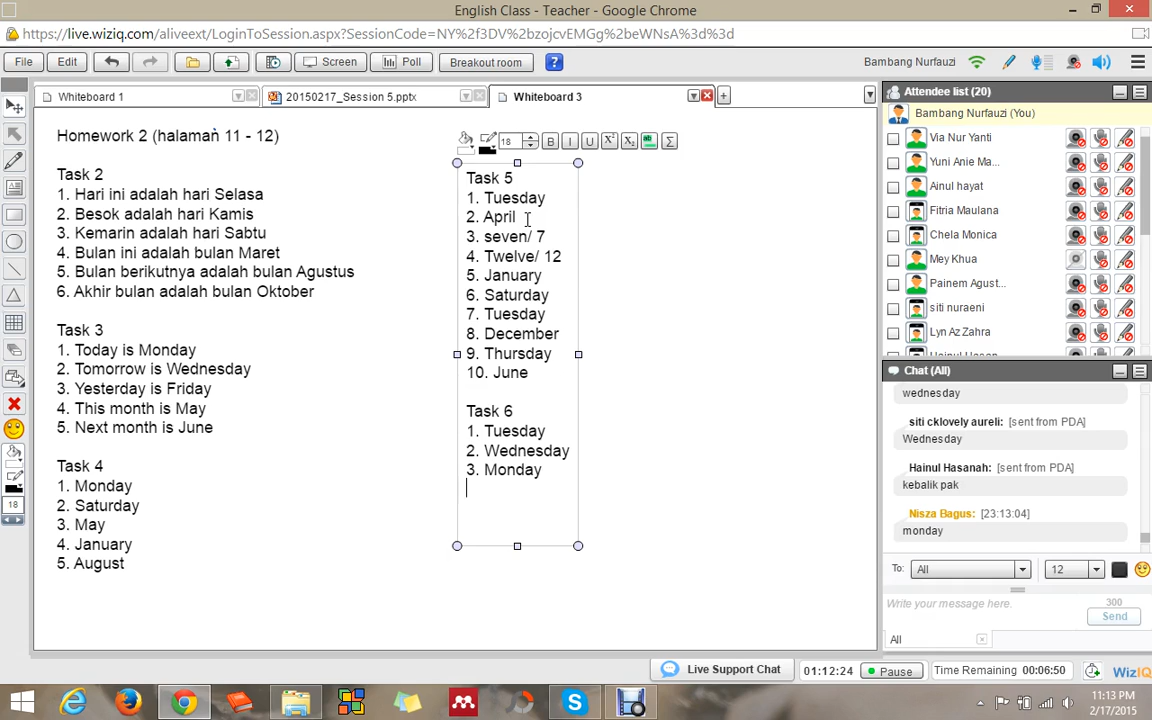 English Class - Teacher - Google Chrome
https://live.wiziq.com/aliveext/LoginToSession.aspx?SessionCode=NY%2f3DV%2bzojcvEMGg%2beWNsA%3d%3d
File Edit Screen Poll Breakout room ? Bambang Nurfauzi
Whiteboard 1 20150217_Session 5.pptx Whiteboard 3
Homework 2 (halaman 11 - 12)
Task 2
1. Hari ini adalah hari Selasa
2. Besok adalah hari Kamis
3. Kemarin adalah hari Sabtu
4. Bulan ini adalah bulan Maret
5. Bulan berikutnya adalah bulan Agustus
6. Akhir bulan adalah bulan Oktober
Task 3
1. Today is Monday
2. Tomorrow is Wednesday
3. Yesterday is Friday
4. This month is May
5. Next month is June
Task 4
1. Monday
2. Saturday
3. May
4. January
5. August
18 B I U X² X₂ ab Σ
Task 5
1. Tuesday
2. April
3. seven/ 7
4. Twelve/ 12
5. January
6. Saturday
7. Tuesday
8. December
9. Thursday
10. June
Task 6
1. Tuesday
2. Wednesday
3. Monday
18
Attendee list (20)
Bambang Nurfauzi (You)
Via Nur Yanti
Yuni Anie Ma...
Ainul hayat
Fitria Maulana
Chela Monica
Mey Khua
Painem Agust...
siti nuraeni
Lyn Az Zahra
Chat (All)
wednesday
siti cklovely aureli: [sent from PDA]
Wednesday
Hainul Hasanah: [sent from PDA]
kebalik pak
Nisza Bagus: [23:13:04]
monday
To: All 12
Write your message here.
300
Send
All
Live Support Chat 01:12:24 Pause Time Remaining 00:06:50 WizIQ
11:13 PM
2/17/2015